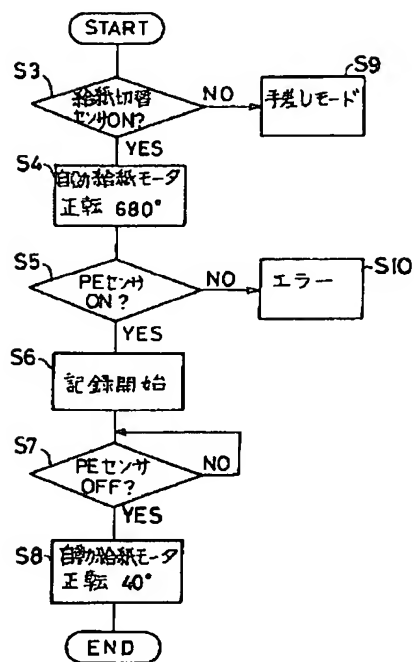 START
S3
給紙切替
センサON?
NO
S9
手差しモード
YES
S4
自動給紙モータ
正転 680°
S5
PEセンサ
ON?
NO
S10
エラー
YES
S6
記録開始
S7
PEセンサ
OFF?
NO
YES
S8
自動給紙モータ
正転 40°
END